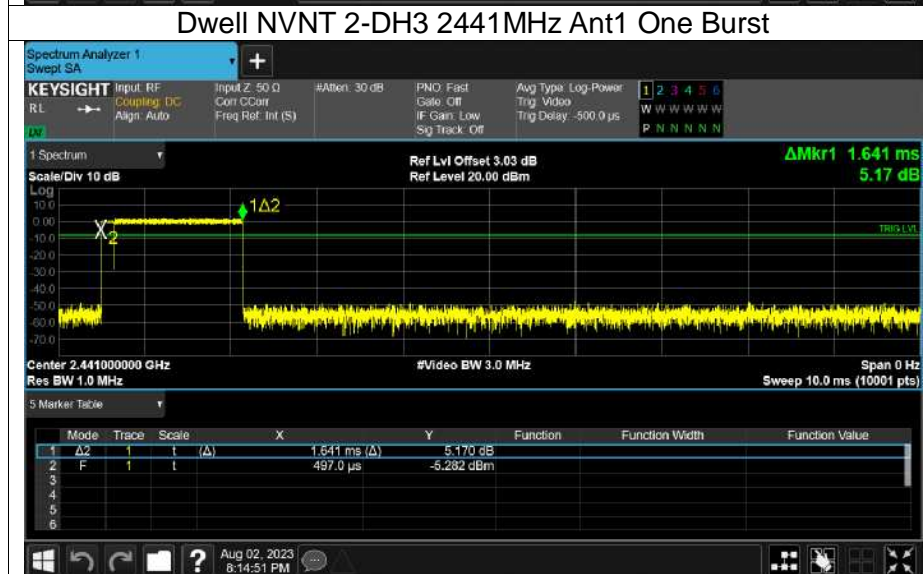 Dwell NVNT 2-DH3 2441MHz Ant1 One Burst
Spectrum Analyzer 1
Swept SA
+
KEYSIGHT Input: RF Input Z: 50 Ω #Atten: 30 dB PNO: Fast Avg Type: Log-Power 1 2 3 4 5 6
RL Coupling: DC Corr CCorr Gate: Off Trig: Video W W W W W W
Align: Auto Freq Ref: Int (S) IF Gain: Low Trig Delay: -500.0 µs P N N N N N
Sig Track: Off
LXI
1 Spectrum Ref Lvl Offset 3.03 dB ΔMkr1 1.641 ms
Scale/Div 10 dB Ref Level 20.00 dBm 5.17 dB
Log
10.0
0.00
-10.0
-20.0
-30.0
-40.0
-50.0
-60.0
-70.0
1Δ2
X2
TRIG LVL
Center 2.441000000 GHz #Video BW 3.0 MHz Span 0 Hz
Res BW 1.0 MHz Sweep 10.0 ms (10001 pts)
5 Marker Table
Mode Trace Scale X Y Function Function Width Function Value
1 Δ2 1 t (Δ) 1.641 ms (Δ) 5.170 dB
2 F 1 t 497.0 µs -5.282 dBm
3
4
5
6
? Aug 02, 2023
8:14:51 PM